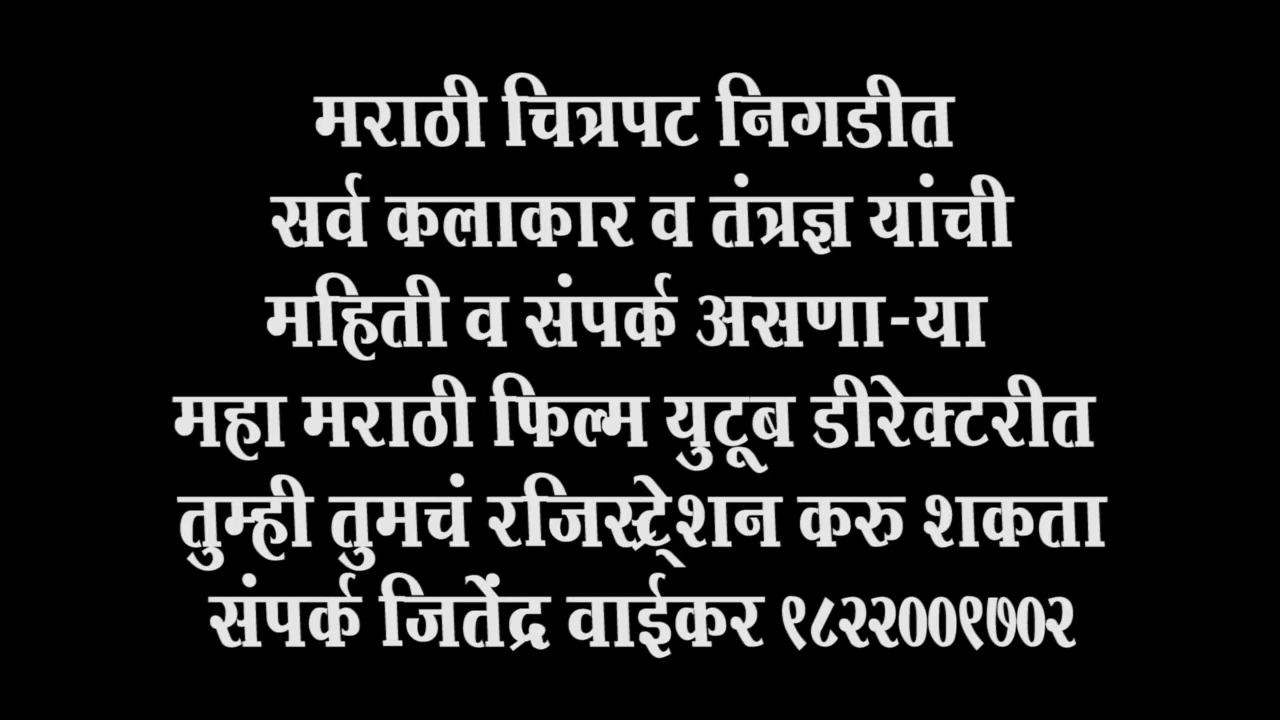 मराठी चित्रपट निगडीत
सर्व कलाकार व तंत्रज्ञ यांची
महिती व संपर्क असणा-या
महा मराठी फिल्म युटूब डीरेक्टरीत
तुम्ही तुमचं रजिस्ट्रेशन करु शकता
संपर्क जितेंद्र वाईकर ९८२२००९७०२